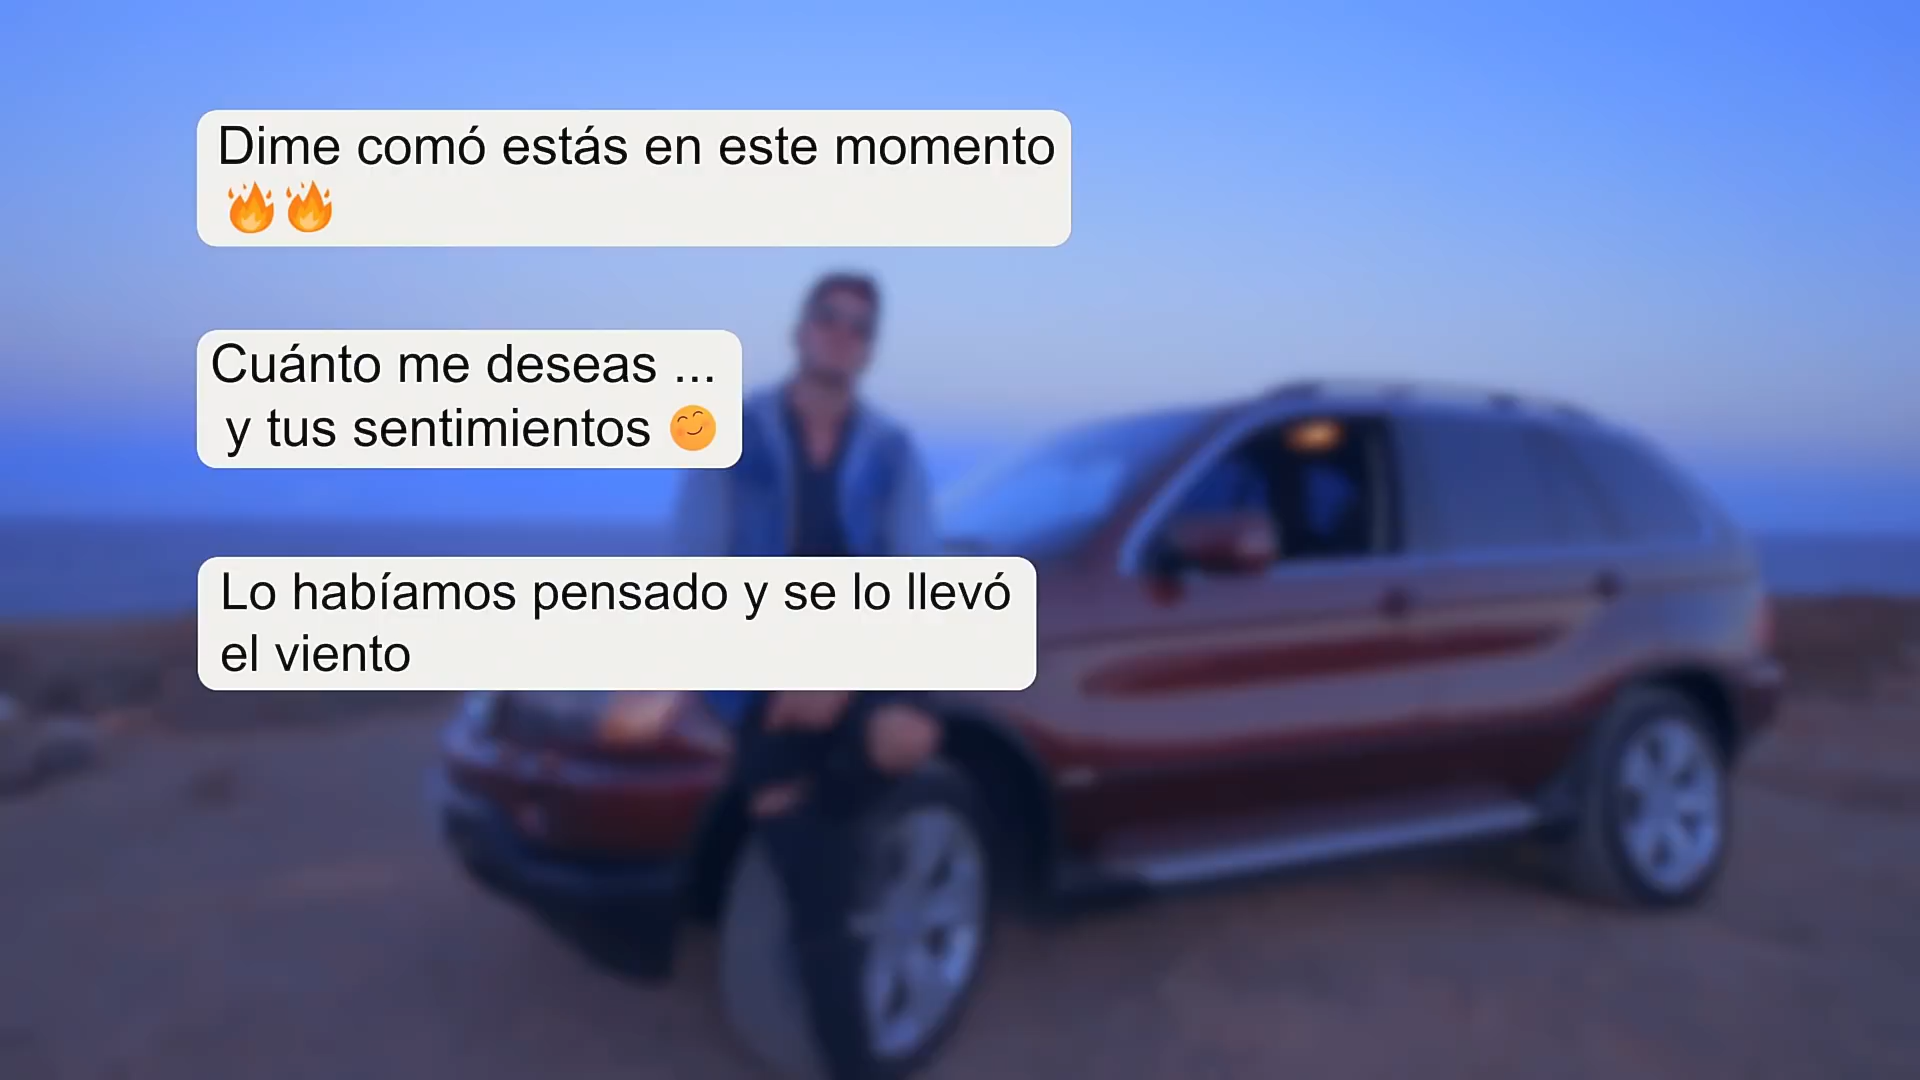 Dime comó estás en este momento
🔥🔥
Cuánto me deseas ...
y tus sentimientos 😊
Lo habíamos pensado y se lo llevó
el viento